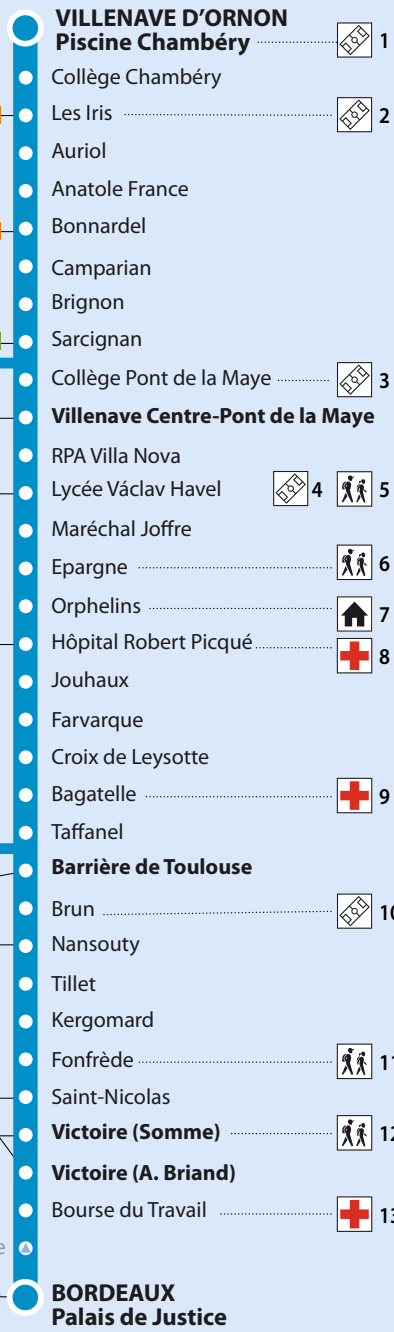 VILLENAVE D'ORNON
Piscine Chambéry 1
Collège Chambéry
Les Iris 2
Auriol
Anatole France
Bonnardel
Camparian
Brignon
Sarcignan
Collège Pont de la Maye 3
Villenave Centre-Pont de la Maye
RPA Villa Nova
Lycée Václav Havel 4 5
Maréchal Joffre
Epargne 6
Orphelins 7
Hôpital Robert Picqué 8
Jouhaux
Farvarque
Croix de Leysotte
Bagatelle 9
Taffanel
Barrière de Toulouse
Brun 10
Nansouty
Tillet
Kergomard
Fonfrède 11
Saint-Nicolas
Victoire (Somme) 12
Victoire (A. Briand)
Bourse du Travail 13
e
BORDEAUX
Palais de Justice